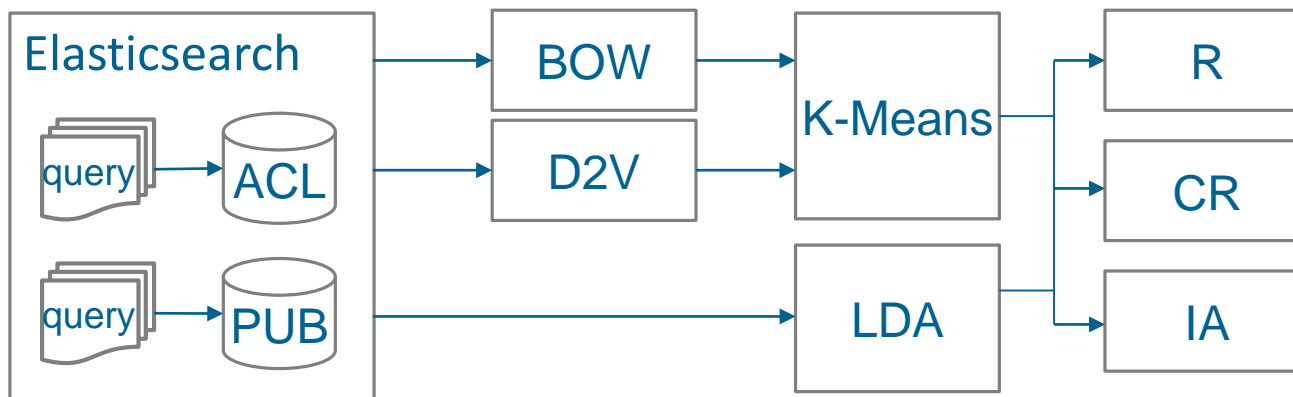 Elasticsearch
query
ACL
query
PUB
BOW
D2V
K-Means
LDA
R
CR
IA